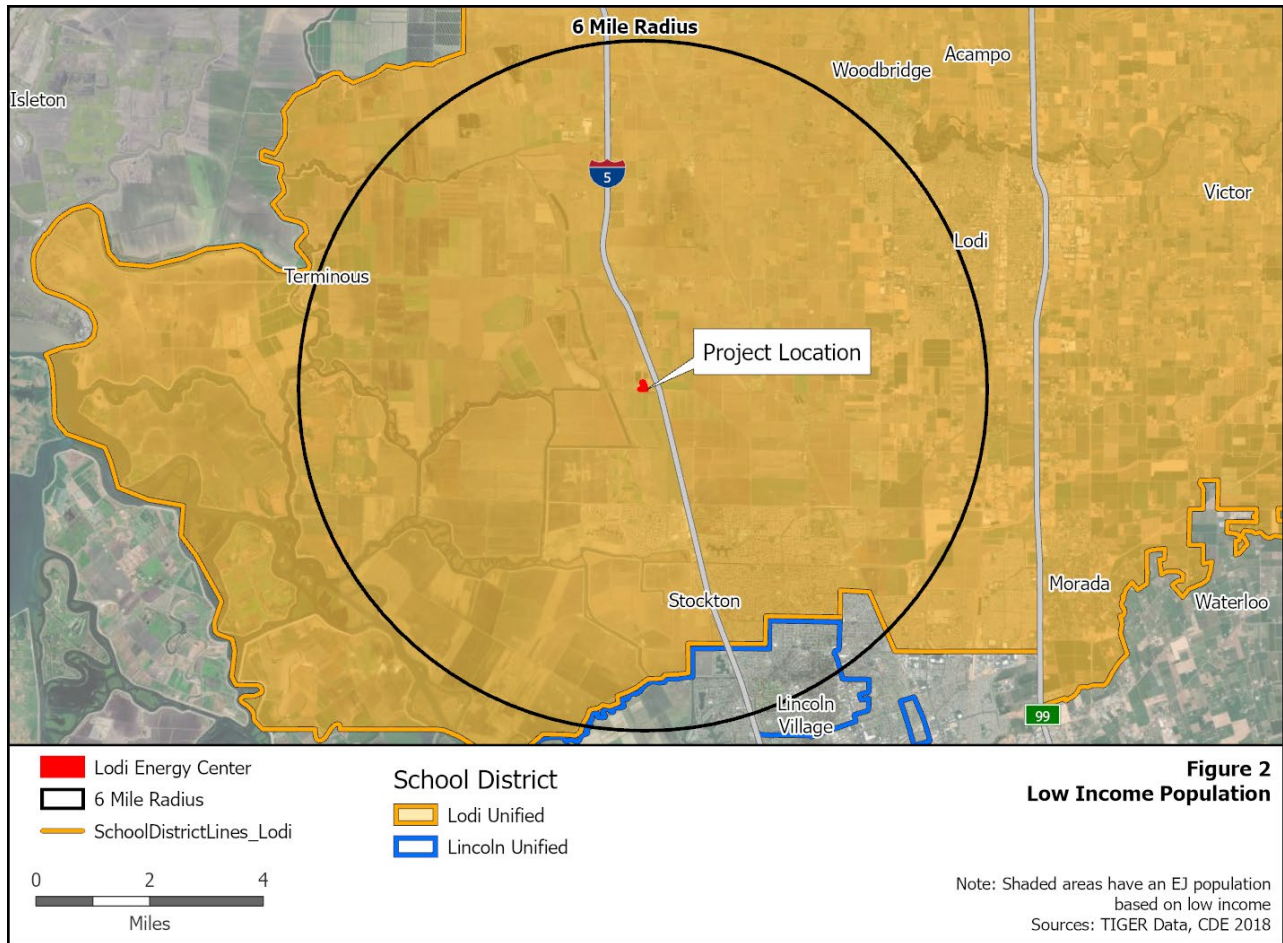 6 Mile Radius
Acampo
Woodbridge
Isleton
5
Victor
Lodi
Terminous
Project Location
Morada
Stockton
Waterloo
Lincoln
Village
99
Lodi Energy Center
6 Mile Radius
SchoolDistrictLines_Lodi
0 2 4
Miles
School District
Lodi Unified
Lincoln Unified
Figure 2
Low Income Population
Note: Shaded areas have an EJ population
based on low income
Sources: TIGER Data, CDE 2018